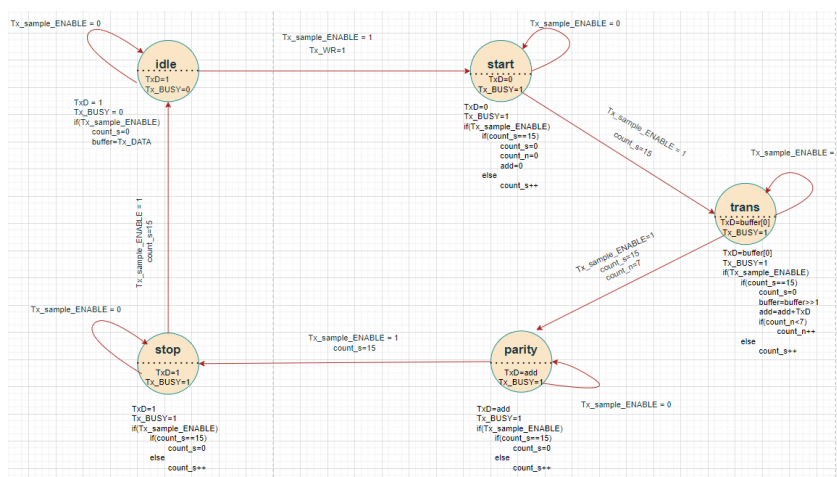 Tx_sample_ENABLE = 0
idle
TxD=1
Tx_BUSY=0
TxD = 1
Tx_BUSY = 0
if(Tx_sample_ENABLE)
count_s=0
buffer=Tx_DATA
Tx_sample_ENABLE = 1
Tx_WR=1
Tx_sample_ENABLE = 0
start
TxD=0
Tx_BUSY=1
TxD=0
Tx_BUSY=1
if(Tx_sample_ENABLE)
if(count_s==15)
count_s=0
count_n=0
add=0
else
count_s++
Tx_sample_ENABLE = 1
count_s=15
Tx_sample_ENABLE =
trans
TxD=buffer[0]
Tx_BUSY=1
TxD=buffer[0]
Tx_BUSY=1
if(Tx_sample_ENABLE)
if(count_s==15)
count_s=0
buffer=buffer>>1
add=add+TxD
if(count_n<7)
count_n++
else
count_s++
Tx_sample_ENABLE=1
count_s=15
count_n=7
parity
TxD=add
Tx_BUSY=1
Tx_sample_ENABLE = 0
TxD=add
Tx_BUSY=1
if(Tx_sample_ENABLE)
if(count_s==15)
count_s=0
else
count_s++
Tx_sample_ENABLE = 1
count_s=15
Tx_sample_ENABLE = 0
stop
TxD=1
Tx_BUSY=1
TxD=1
Tx_BUSY=1
if(Tx_sample_ENABLE)
if(count_s==15)
count_s=0
else
count_s++
Tx_sample_ENABLE = 1
count_s=15